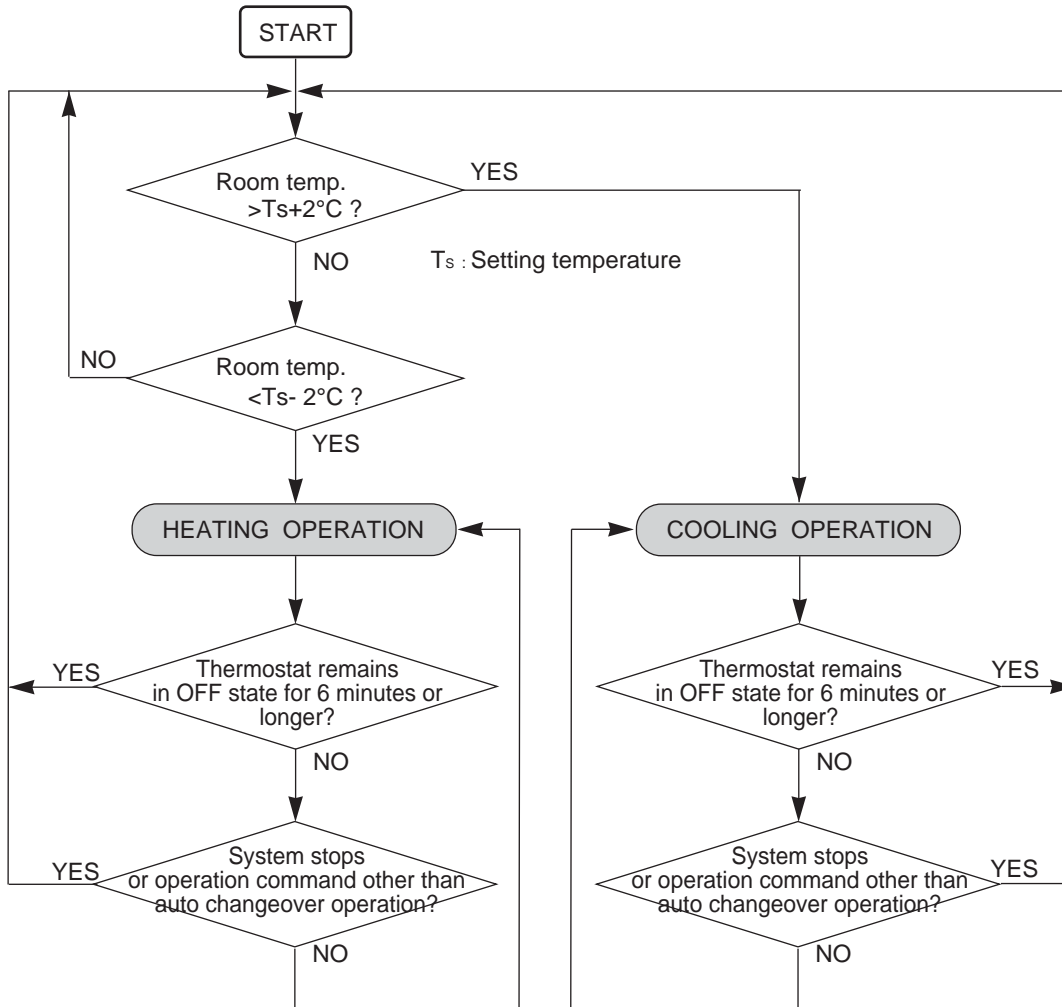 START
Room temp.
>Ts+2°C ?
YES
NO
Ts : Setting temperature
NO
Room temp.
<Ts- 2°C ?
YES
HEATING OPERATION
COOLING OPERATION
YES
Thermostat remains
in OFF state for 6 minutes or
longer?
NO
Thermostat remains
in OFF state for 6 minutes or
longer?
YES
NO
YES
System stops
or operation command other than
auto changeover operation?
NO
System stops
or operation command other than
auto changeover operation?
YES
NO